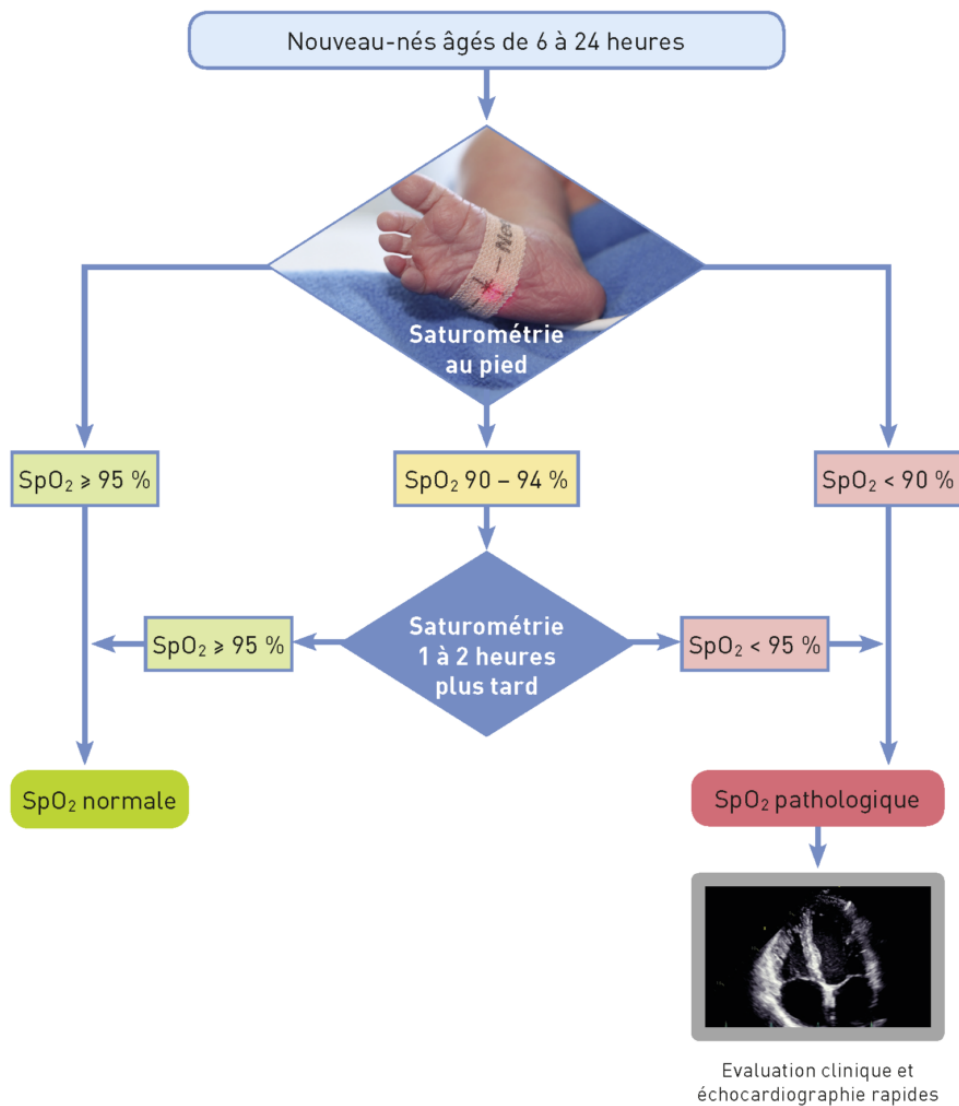 Nouveau-nés âgés de 6 à 24 heures
Saturométrie
au pied
SpO₂ ⩾ 95 %
SpO₂ 90 – 94 %
SpO₂ < 90 %
SpO₂ ⩾ 95 %
Saturométrie
1 à 2 heures
plus tard
SpO₂ < 95 %
SpO₂ normale
SpO₂ pathologique
Evaluation clinique et
échocardiographie rapides